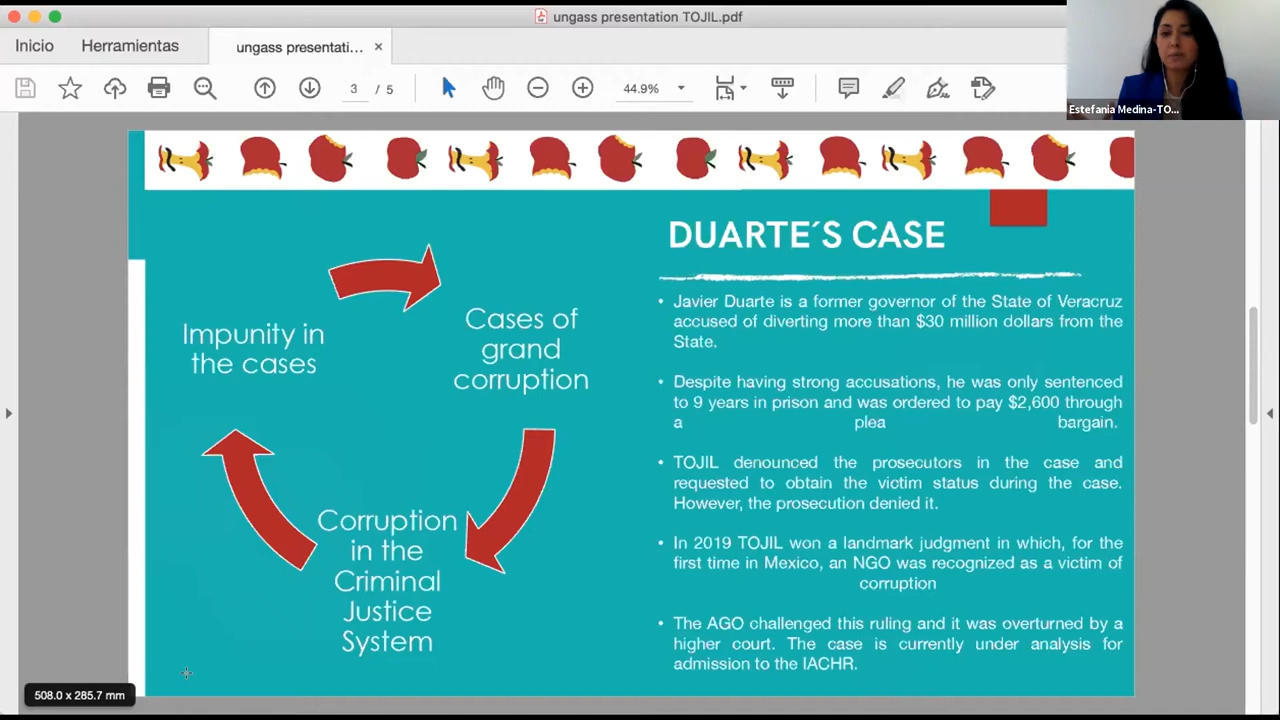 ungass presentation TOJIL.pdf
Inicio
Herramientas
ungass presentati... ×
3 / 5
44.9%
Estefania Medina-TO...
DUARTE´S CASE
Impunity in
the cases
Cases of
grand
corruption
Corruption
in the
Criminal
Justice
System
• Javier Duarte is a former governor of the State of Veracruz
accused of diverting more than $30 million dollars from the
State.
• Despite having strong accusations, he was only sentenced
to 9 years in prison and was ordered to pay $2,600 through
a plea bargain.
• TOJIL denounced the prosecutors in the case and
requested to obtain the victim status during the case.
However, the prosecution denied it.
• In 2019 TOJIL won a landmark judgment in which, for the
first time in Mexico, an NGO was recognized as a victim of
corruption
• The AGO challenged this ruling and it was overturned by a
higher court. The case is currently under analysis for
admission to the IACHR.
508.0 x 285.7 mm